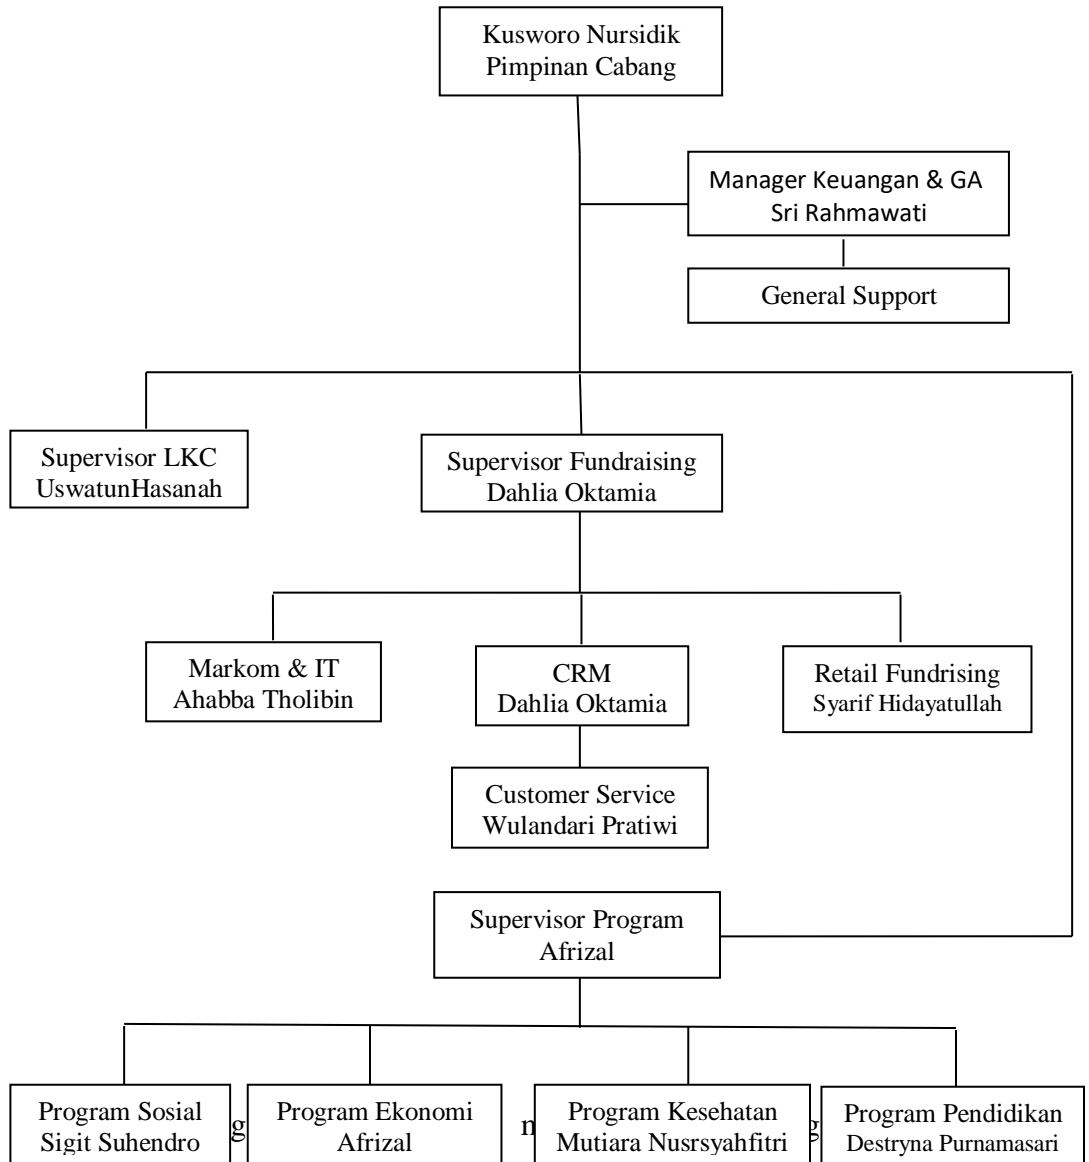 Kusworo Nursidik
Pimpinan Cabang
Manager Keuangan & GA
Sri Rahmawati
General Support
Supervisor LKC
UswatunHasanah
Supervisor Fundraising
Dahlia Oktamia
Markom & IT
Ahabba Tholibin
CRM
Dahlia Oktamia
Retail Fundrising
Syarif Hidayatullah
Customer Service
Wulandari Pratiwi
Supervisor Program
Afrizal
Program Sosial
Sigit Suhendro
Program Ekonomi
Afrizal
Program Kesehatan
Mutiara Nusrsyahfitri
Program Pendidikan
Destryna Purnamasari